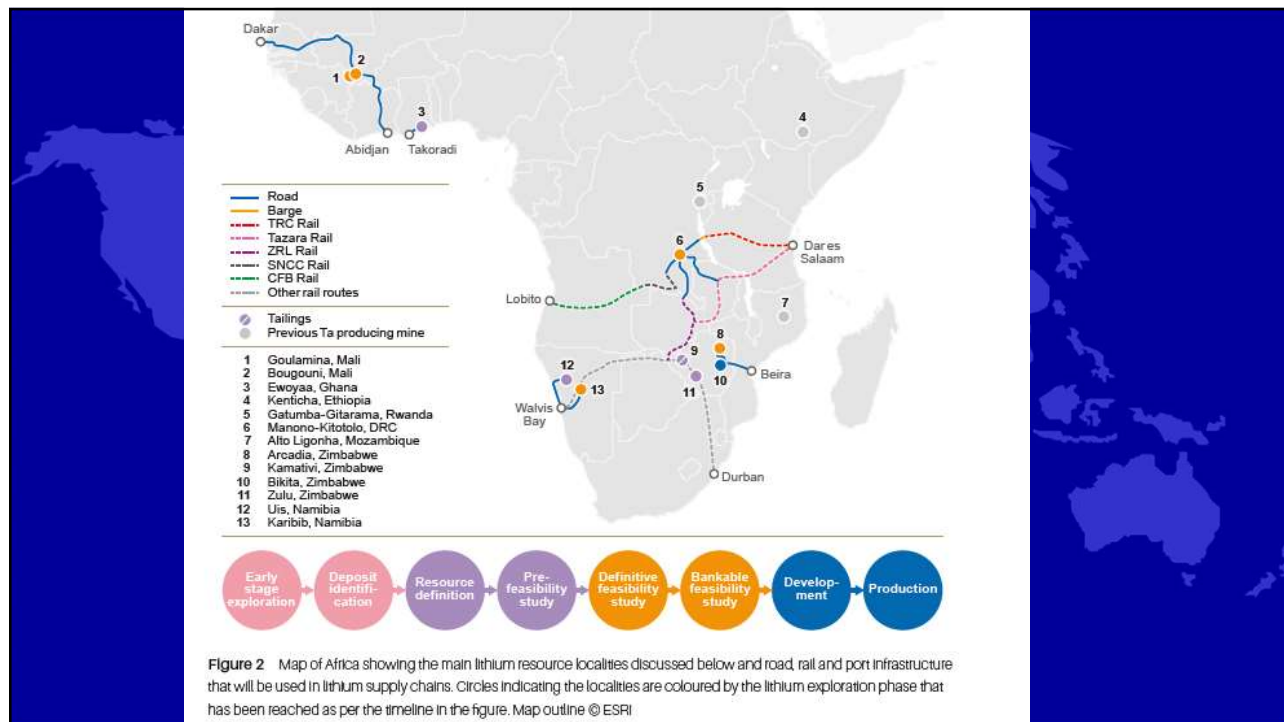 Dakar
2
1
3
4
Abidjan
Takoradi
5
Road
Barge
TRC Rail
Tazara Rail
ZRL Rail
SNCC Rail
CFB Rail
Other rail routes
6
Dar es
Salaam
Lobito
7
Tailings
Previous Ta producing mine
8
9
Beira
10
11
12
13
Walvis
Bay
Durban
1 Goulamina, Mali
2 Bougouni, Mali
3 Ewoyaa, Ghana
4 Kenticha, Ethiopia
5 Gatumba-Gitarama, Rwanda
6 Manono-Kitotolo, DRC
7 Alto Ligonha, Mozambique
8 Arcadia, Zimbabwe
9 Kamativi, Zimbabwe
10 Bikita, Zimbabwe
11 Zulu, Zimbabwe
12 Uis, Namibia
13 Karibib, Namibia
Early
stage
exploration
Deposit
identifi-
cation
Resource
definition
Pre-
feasibility
study
Definitive
feasibility
study
Bankable
feasibility
study
Develop-
ment
Production
Figure 2 Map of Africa showing the main lithium resource localities discussed below and road, rail and port infrastructure
that will be used in lithium supply chains. Circles indicating the localities are coloured by the lithium exploration phase that
has been reached as per the timeline in the figure. Map outline © ESRI